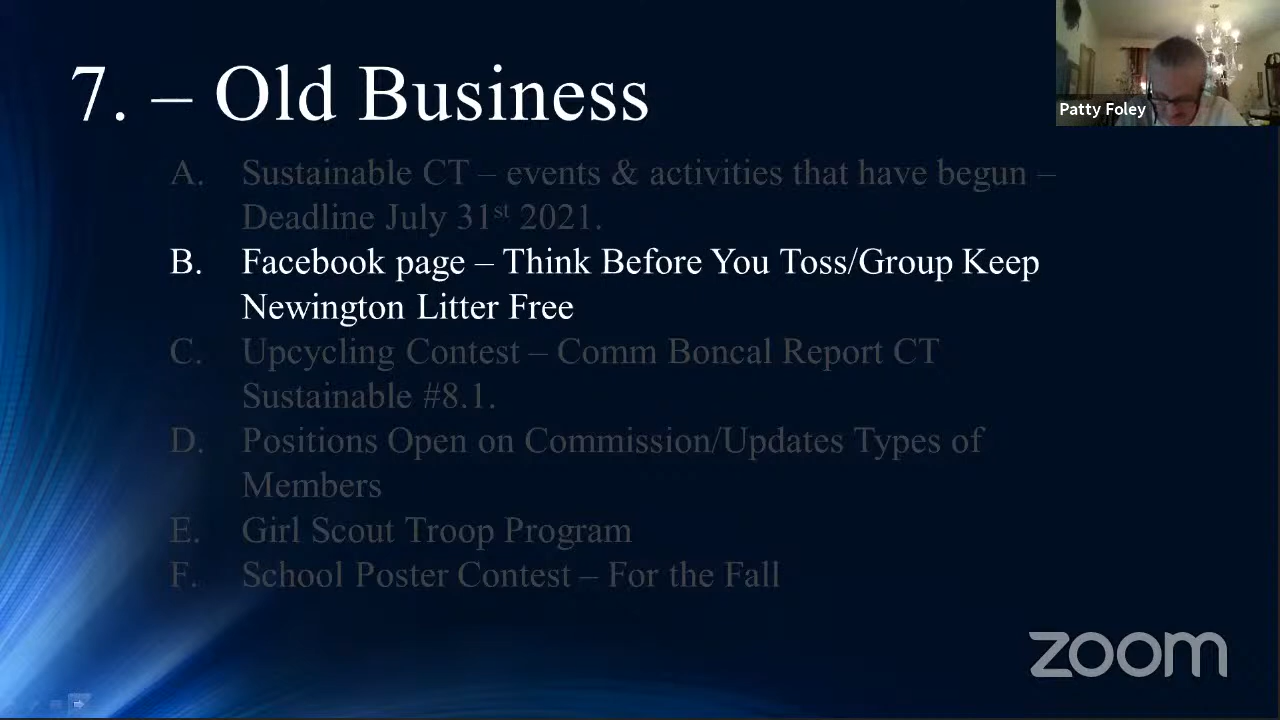 7. – Old Business
Patty Foley
A. Sustainable CT – events & activities that have begun –
Deadline July 31st 2021.
B. Facebook page – Think Before You Toss/Group Keep
Newington Litter Free
C. Upcycling Contest – Comm Boncal Report CT
Sustainable #8.1.
D. Positions Open on Commission/Updates Types of
Members
E. Girl Scout Troop Program
F. School Poster Contest – For the Fall
zoom